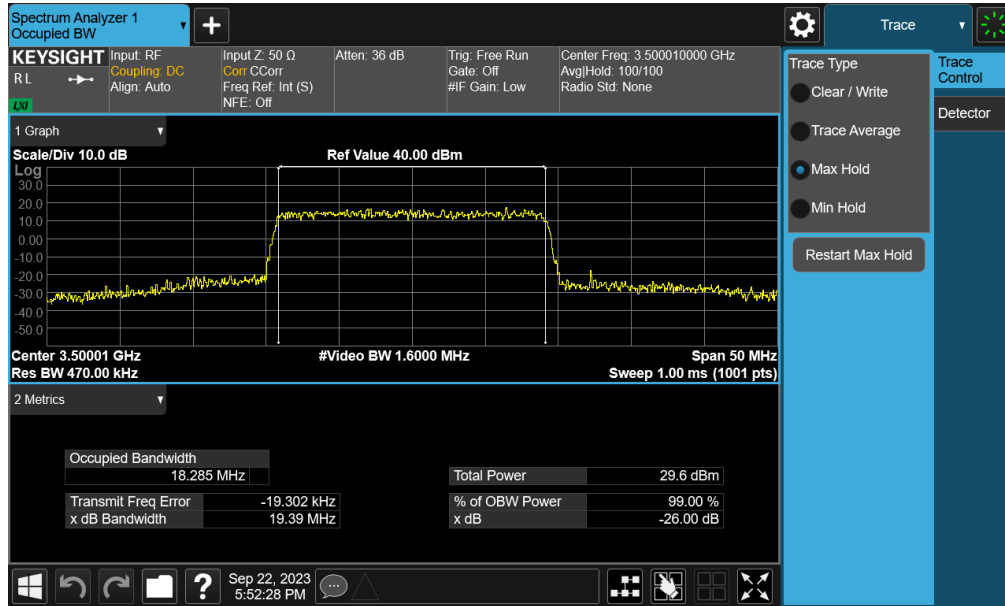 Spectrum Analyzer 1
Occupied BW
+
Trace
KEYSIGHT
R L
LXI
Input: RF
Coupling: DC
Align: Auto
Input Z: 50 Ω
Corr CCorr
Freq Ref: Int (S)
NFE: Off
Atten: 36 dB
Trig: Free Run
Gate: Off
#IF Gain: Low
Center Freq: 3.500010000 GHz
Avg|Hold: 100/100
Radio Std: None
Trace Type
Clear / Write
Trace Average
Max Hold
Min Hold
Restart Max Hold
Trace
Control
Detector
1 Graph
Scale/Div 10.0 dB
Ref Value 40.00 dBm
Log
30.0
20.0
10.0
0.00
-10.0
-20.0
-30.0
-40.0
-50.0
Center 3.50001 GHz
#Video BW 1.6000 MHz
Span 50 MHz
Res BW 470.00 kHz
Sweep 1.00 ms (1001 pts)
2 Metrics
Occupied Bandwidth
18.285 MHz
Total Power 29.6 dBm
Transmit Freq Error -19.302 kHz
% of OBW Power 99.00 %
x dB Bandwidth 19.39 MHz
x dB -26.00 dB
?
Sep 22, 2023
5:52:28 PM